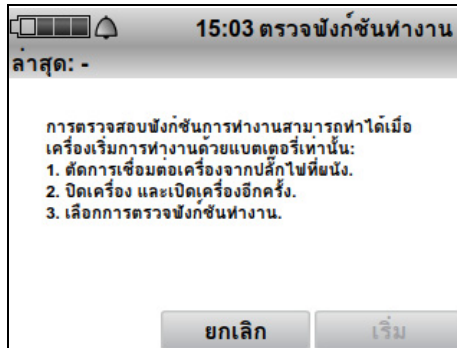 15:03 ตรวจฟังก์ชันทำงาน
ล่าสุด: -
การตรวจสอบฟังก์ชันการทำงานสามารถทำได้เมื่อ
เครื่องเริ่มการทำงานด้วยแบตเตอรี่เท่านั้น:
1. ตัดการเชื่อมต่อเครื่องจากปลั๊กไฟที่ผนัง.
2. ปิดเครื่อง และเปิดเครื่องอีกครั้ง.
3. เลือกการตรวจฟังก์ชันทำงาน.
ยกเลิก
เริ่ม